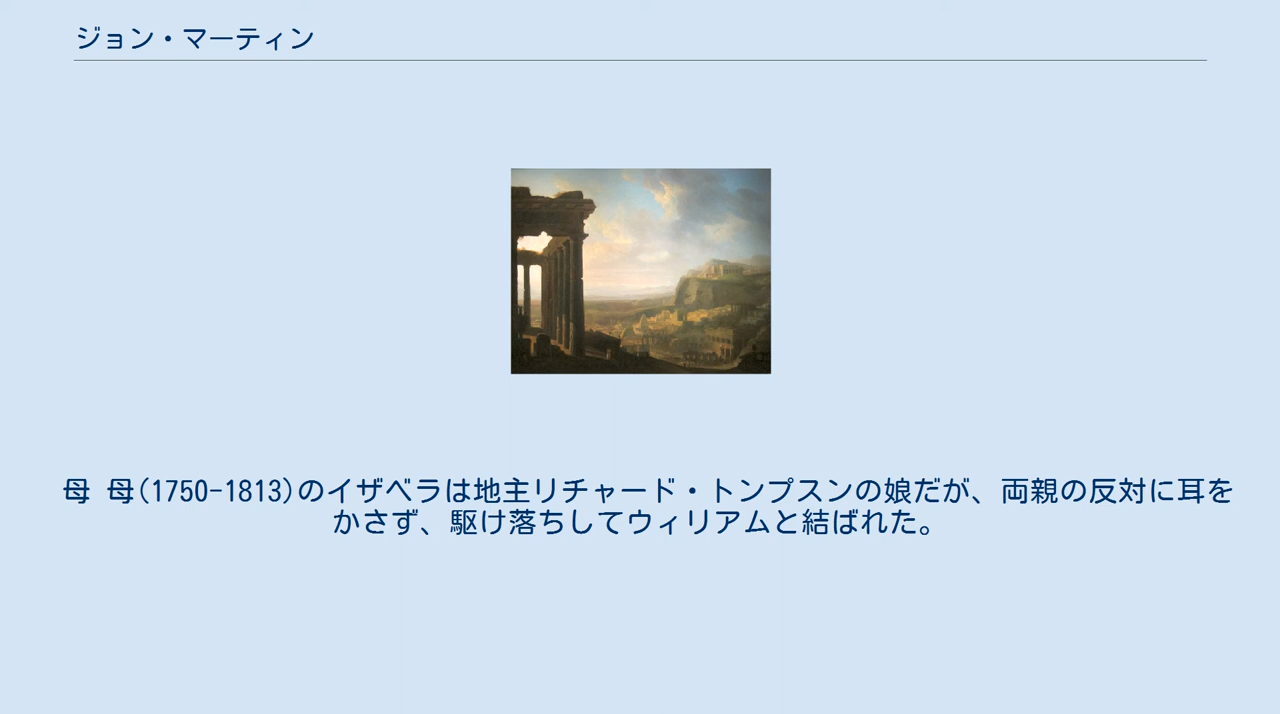 ジョン・マーティン
母 母(1750-1813)のイザベラは地主リチャード・トンプスンの娘だが、両親の反対に耳を
かさず、駆け落ちしてウィリアムと結ばれた。